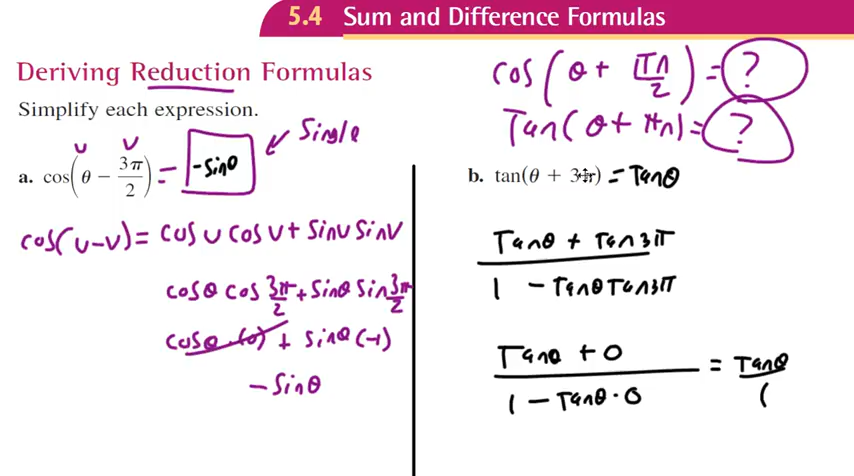 5.4 Sum and Difference Formulas
Deriving Reduction Formulas
Simplify each expression.
cos(θ + πn/2) = ?
Tan(θ + πn) = ?
U V
a. cos(θ − 3π/2) = -Sinθ
Single
cos(U-V) = cos U cos V + Sin U Sin V
cosθ cos 3π/2 + Sinθ Sin 3π/2
cosθ·(0) + Sinθ(-1)
- Sinθ
b. tan(θ + 3π) = Tanθ
Tanθ + Tan3π
1 - TanθTan3π
Tanθ + 0 = Tanθ
1 - Tanθ · 0 1